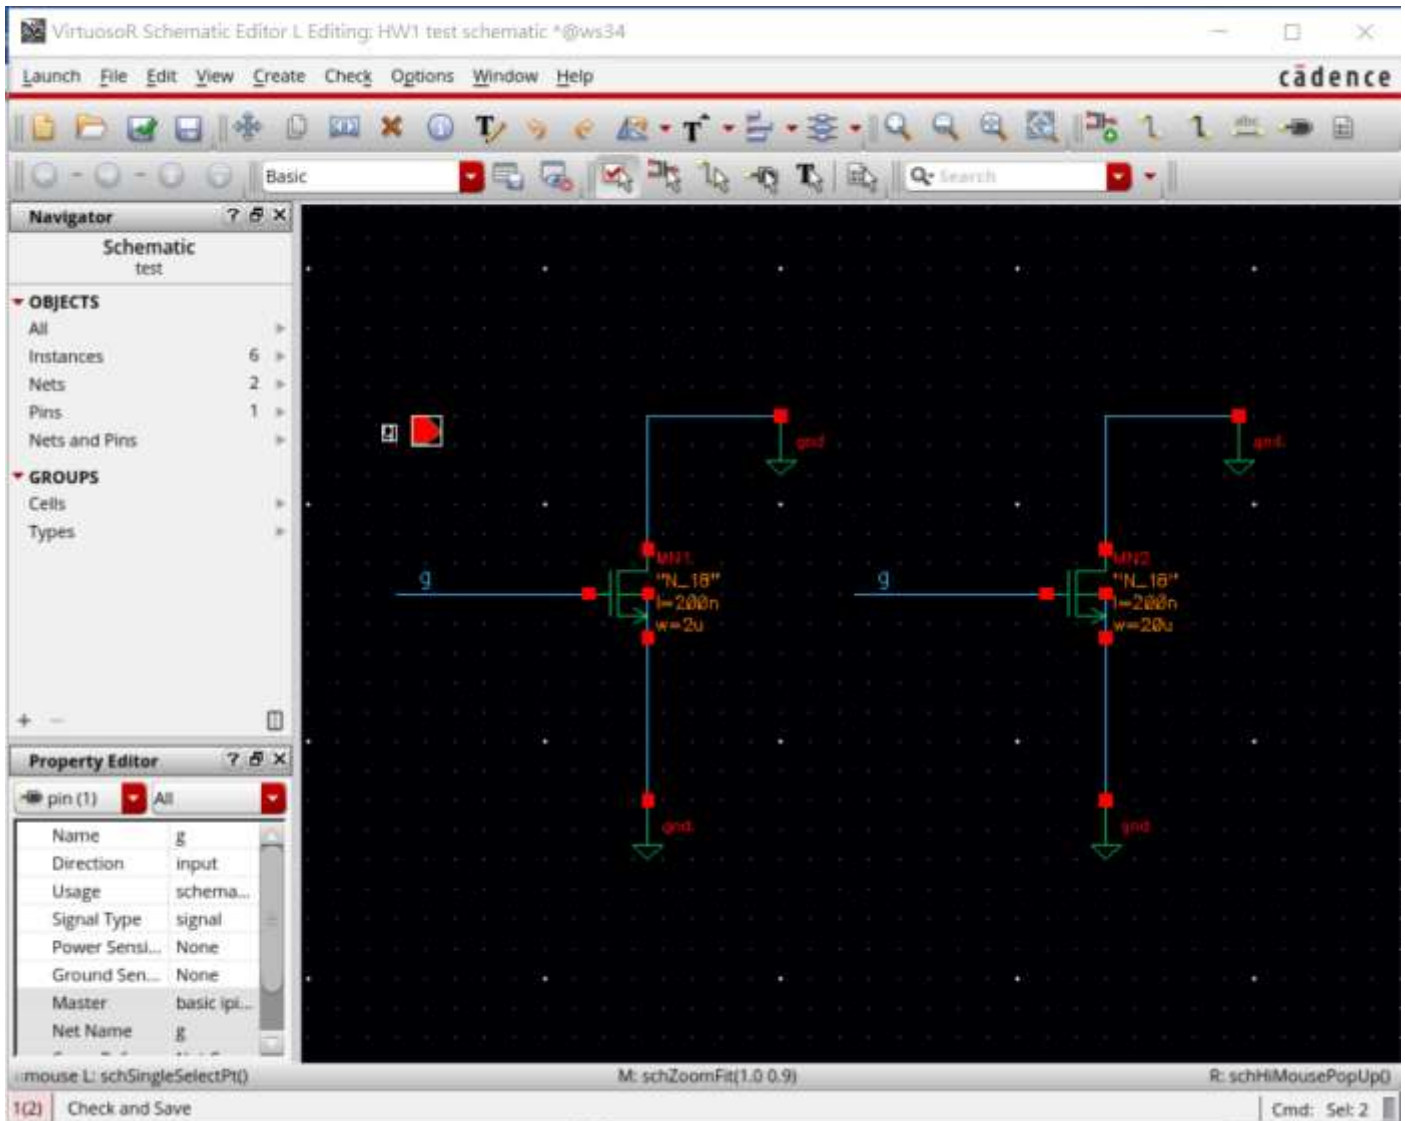 VirtuosoR Schematic Editor L Editing: HW1 test schematic *@ws34
Launch File Edit View Create Check Options Window Help
cādence
Basic
Search
Navigator ? X
Schematic
test
OBJECTS
All
Instances 6
Nets 2
Pins 1
Nets and Pins
GROUPS
Cells
Types
+ −
Property Editor ? X
pin (1) All
Name g
Direction input
Usage schema...
Signal Type signal
Power Sensi... None
Ground Sen... None
Master basic ipi...
Net Name g
g
gnd
g
MN1
"N_18"
l=200n
w=2u
gnd
gnd
g
MN2
"N_18"
l=200n
w=20u
gnd
mouse L: schSingleSelectPt() M: schZoomFit(1.0 0.9) R: schHiMousePopUp()
1(2) Check and Save Cmd: Sel: 2